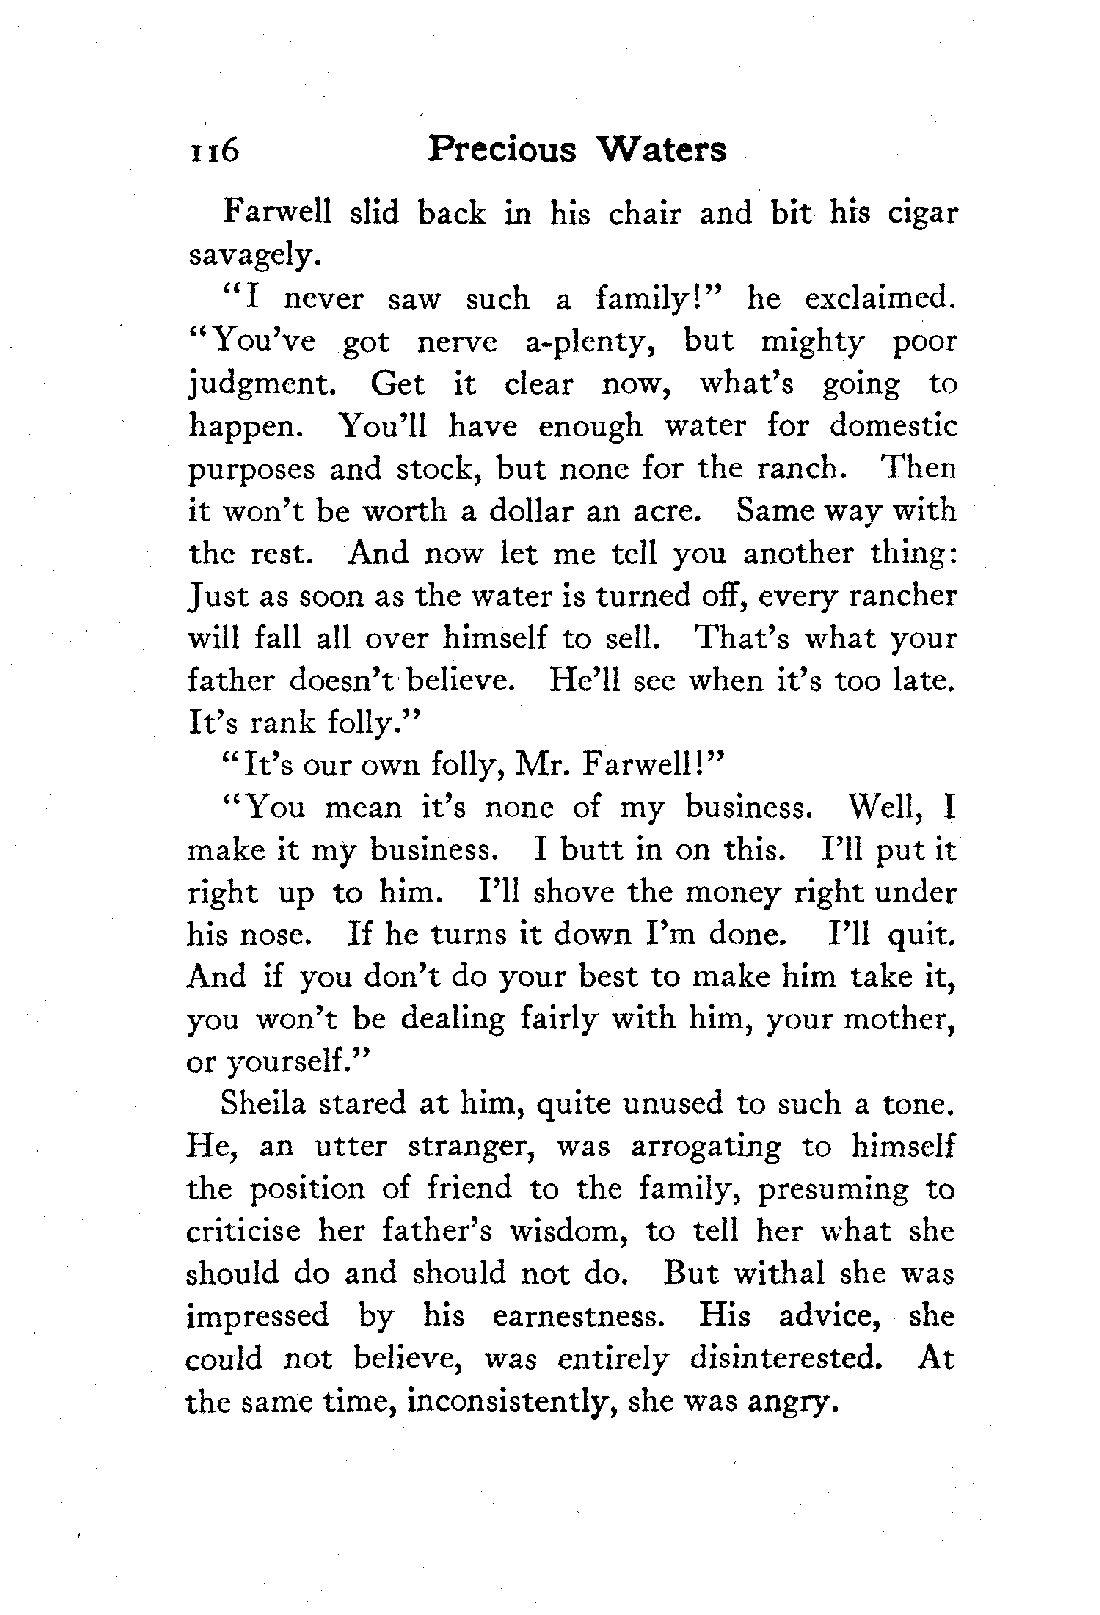 116 Precious Waters
Farwell slid back in his chair and bit his cigar
savagely.
“I never saw such a family!” he exclaimed.
“You’ve got nerve a-plenty, but mighty poor
judgment. Get it clear now, what’s going to
happen. You’ll have enough water for domestic
purposes and stock, but none for the ranch. Then
it won’t be worth a dollar an acre. Same way with
the rest. And now let me tell you another thing:
Just as soon as the water is turned off, every rancher
will fall all over himself to sell. That’s what your
father doesn’t believe. He’ll see when it’s too late.
It’s rank folly.”
“It’s our own folly, Mr. Farwell!”
“You mean it’s none of my business. Well, I
make it my business. I butt in on this. I’ll put it
right up to him. I’ll shove the money right under
his nose. If he turns it down I’m done. I’ll quit.
And if you don’t do your best to make him take it,
you won’t be dealing fairly with him, your mother,
or yourself.”
Sheila stared at him, quite unused to such a tone.
He, an utter stranger, was arrogating to himself
the position of friend to the family, presuming to
criticise her father’s wisdom, to tell her what she
should do and should not do. But withal she was
impressed by his earnestness. His advice, she
could not believe, was entirely disinterested. At
the same time, inconsistently, she was angry.